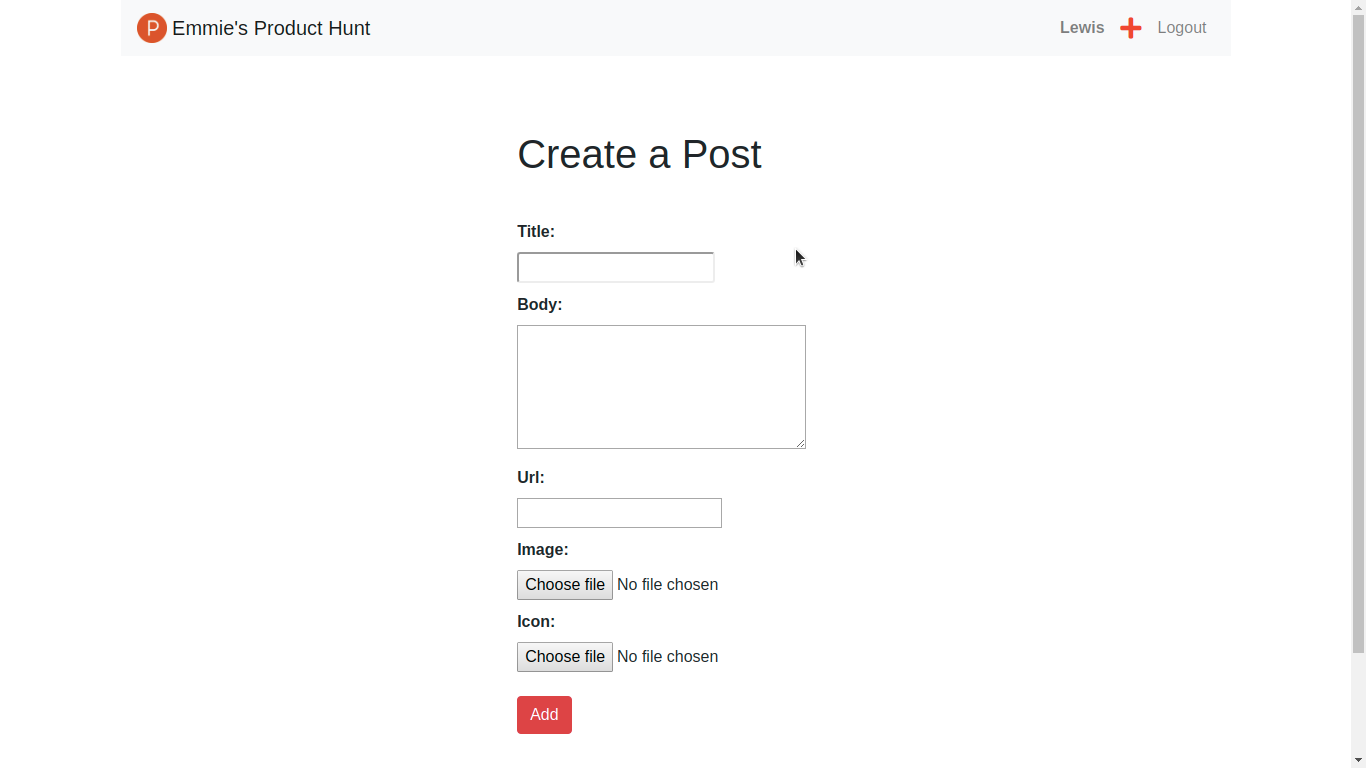 P Emmie's Product Hunt Lewis Logout
Create a Post
Title:
Body:
Url:
Image:
Choose file No file chosen
Icon:
Choose file No file chosen
Add